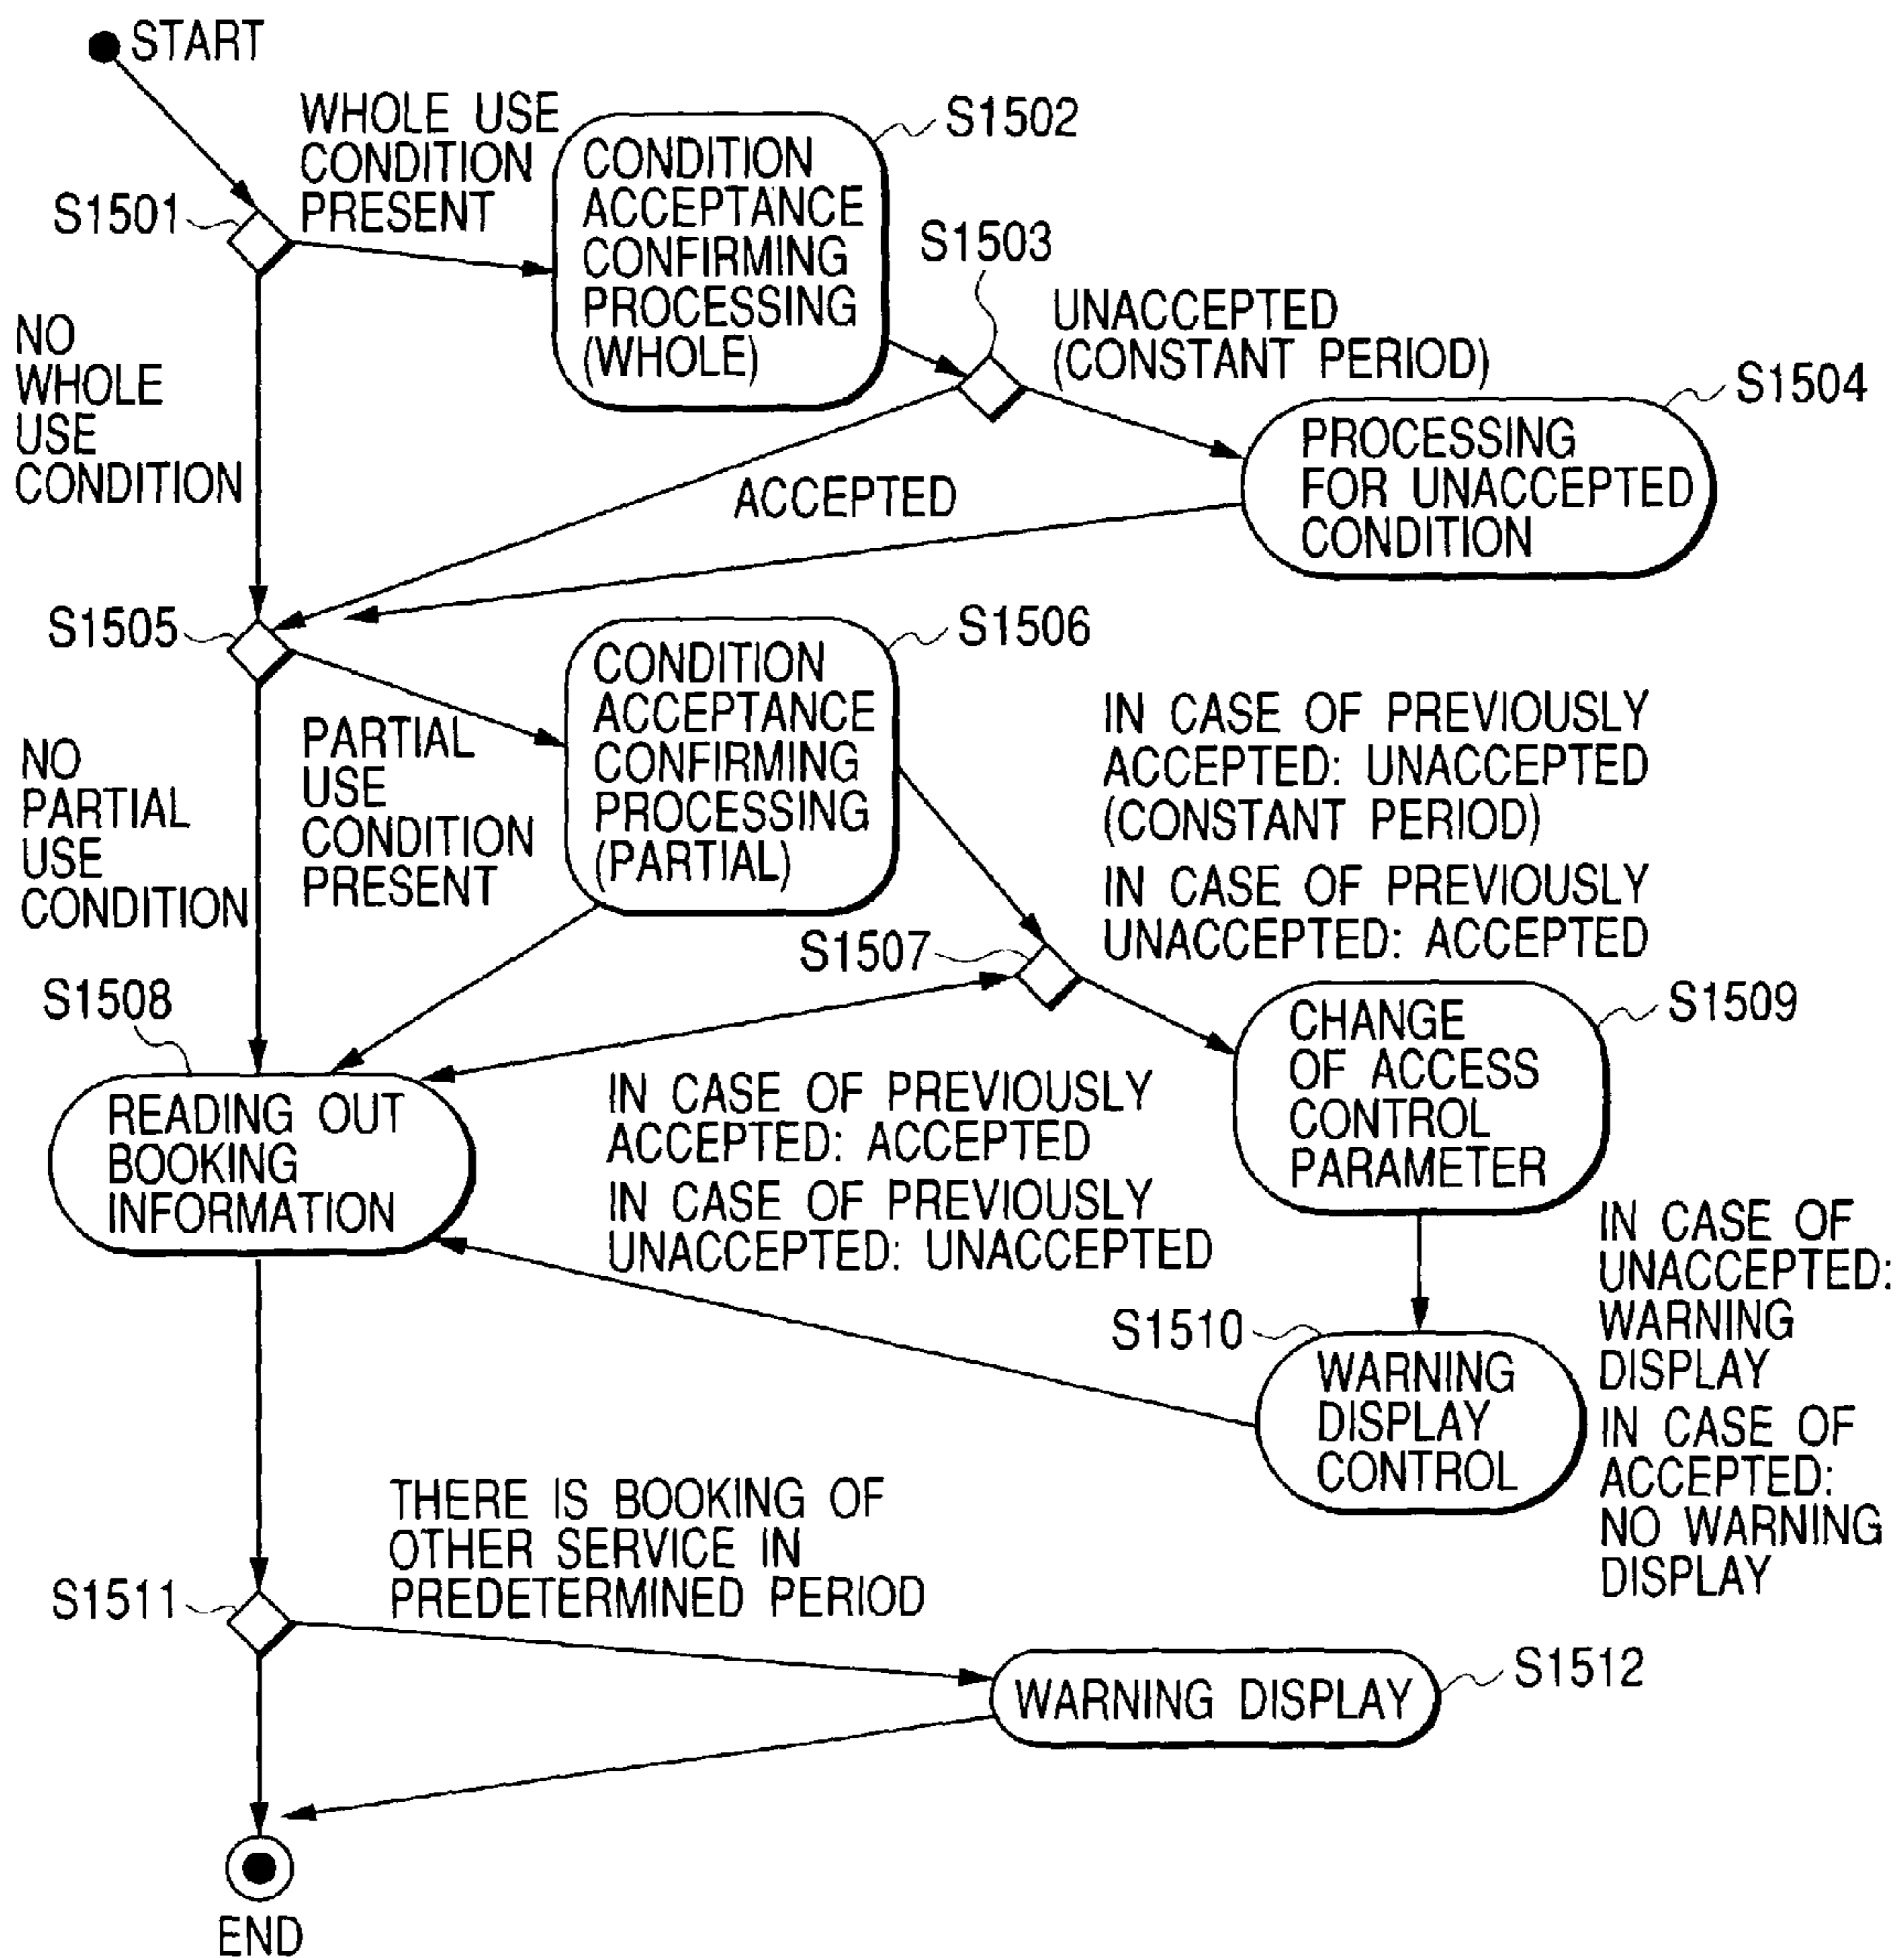 START
WHOLE USE
CONDITION
PRESENT
S1501
S1502
CONDITION
ACCEPTANCE
CONFIRMING
PROCESSING
(WHOLE)
S1503
UNACCEPTED
(CONSTANT PERIOD)
S1504
PROCESSING
FOR UNACCEPTED
CONDITION
NO
WHOLE
USE
CONDITION
ACCEPTED
S1505
S1506
CONDITION
ACCEPTANCE
CONFIRMING
PROCESSING
(PARTIAL)
NO
PARTIAL
USE
CONDITION
PARTIAL
USE
CONDITION
PRESENT
IN CASE OF PREVIOUSLY
ACCEPTED: UNACCEPTED
(CONSTANT PERIOD)
IN CASE OF PREVIOUSLY
UNACCEPTED: ACCEPTED
S1507
S1508
READING OUT
BOOKING
INFORMATION
IN CASE OF PREVIOUSLY
ACCEPTED: ACCEPTED
IN CASE OF PREVIOUSLY
UNACCEPTED: UNACCEPTED
S1509
CHANGE
OF ACCESS
CONTROL
PARAMETER
S1510
WARNING
DISPLAY
CONTROL
IN CASE OF
UNACCEPTED:
WARNING
DISPLAY
IN CASE OF
ACCEPTED:
NO WARNING
DISPLAY
THERE IS BOOKING OF
OTHER SERVICE IN
PREDETERMINED PERIOD
S1511
S1512
WARNING DISPLAY
END